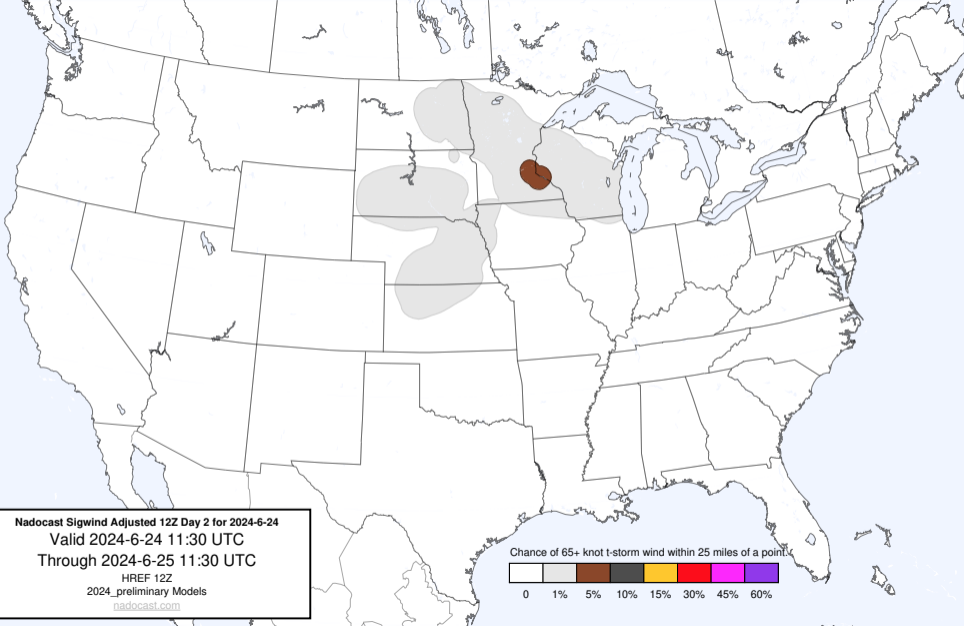 Nadocast Sigwind Adjusted 12Z Day 2 for 2024-6-24
Valid 2024-6-24 11:30 UTC
Through 2024-6-25 11:30 UTC
HREF 12Z
2024_preliminary Models
nadocast.com
Chance of 65+ knot t-storm wind within 25 miles of a point.
0 1% 5% 10% 15% 30% 45% 60%